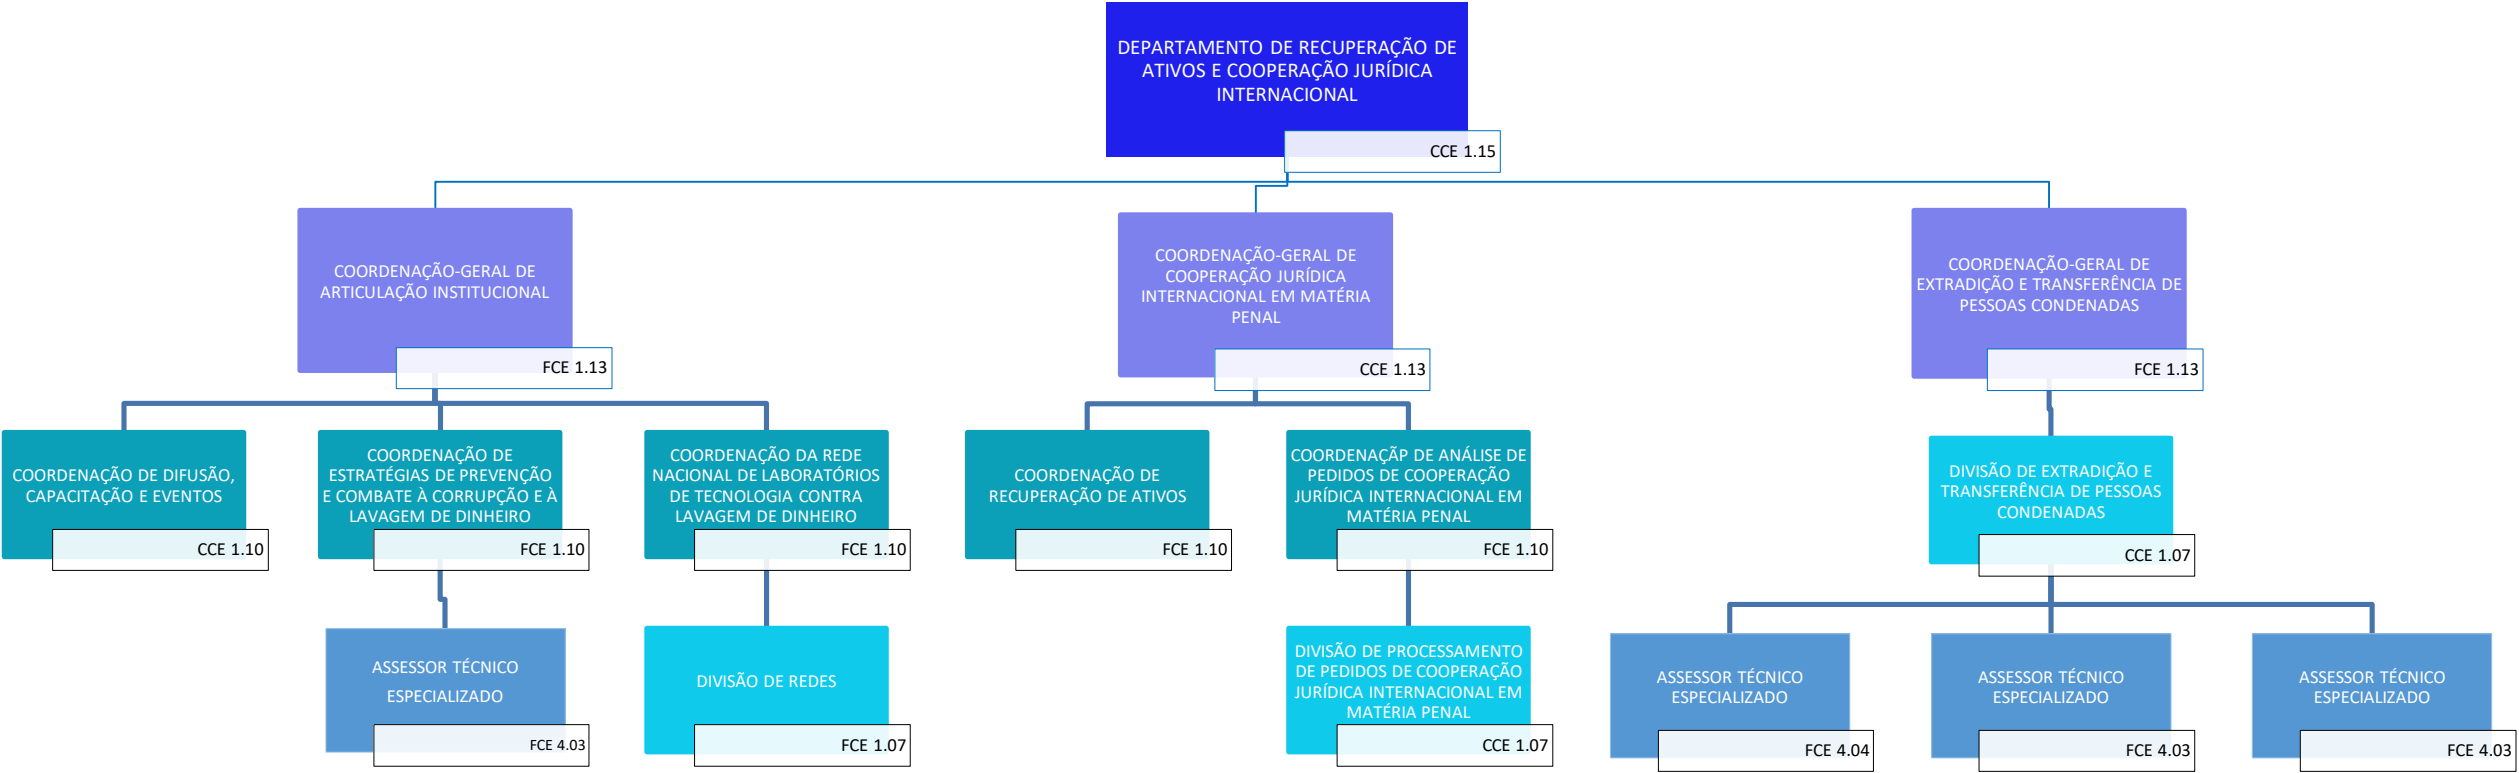 DEPARTAMENTO DE RECUPERAÇÃO DE
ATIVOS E COOPERAÇÃO JURÍDICA
INTERNACIONAL
CCE 1.15
COORDENAÇÃO-GERAL DE
ARTICULAÇÃO INSTITUCIONAL
FCE 1.13
COORDENAÇÃO-GERAL DE
COOPERAÇÃO JURÍDICA
INTERNACIONAL EM MATÉRIA
PENAL
CCE 1.13
COORDENAÇÃO-GERAL DE
EXTRADIÇÃO E TRANSFERÊNCIA DE
PESSOAS CONDENADAS
FCE 1.13
COORDENAÇÃO DE DIFUSÃO,
CAPACITAÇÃO E EVENTOS
CCE 1.10
COORDENAÇÃO DE
ESTRATÉGIAS DE PREVENÇÃO
E COMBATE À CORRUPÇÃO E À
LAVAGEM DE DINHEIRO
FCE 1.10
COORDENAÇÃO DA REDE
NACIONAL DE LABORATÓRIOS
DE TECNOLOGIA CONTRA
LAVAGEM DE DINHEIRO
FCE 1.10
COORDENAÇÃO DE
RECUPERAÇÃO DE ATIVOS
FCE 1.10
COORDENAÇÃP DE ANÁLISE DE
PEDIDOS DE COOPERAÇÃO
JURÍDICA INTERNACIONAL EM
MATÉRIA PENAL
FCE 1.10
DIVISÃO DE EXTRADIÇÃO E
TRANSFERÊNCIA DE PESSOAS
CONDENADAS
CCE 1.07
ASSESSOR TÉCNICO
ESPECIALIZADO
FCE 4.03
DIVISÃO DE REDES
FCE 1.07
DIVISÃO DE PROCESSAMENTO
DE PEDIDOS DE COOPERAÇÃO
JURÍDICA INTERNACIONAL EM
MATÉRIA PENAL
CCE 1.07
ASSESSOR TÉCNICO
ESPECIALIZADO
FCE 4.04
ASSESSOR TÉCNICO
ESPECIALIZADO
FCE 4.03
ASSESSOR TÉCNICO
ESPECIALIZADO
FCE 4.03